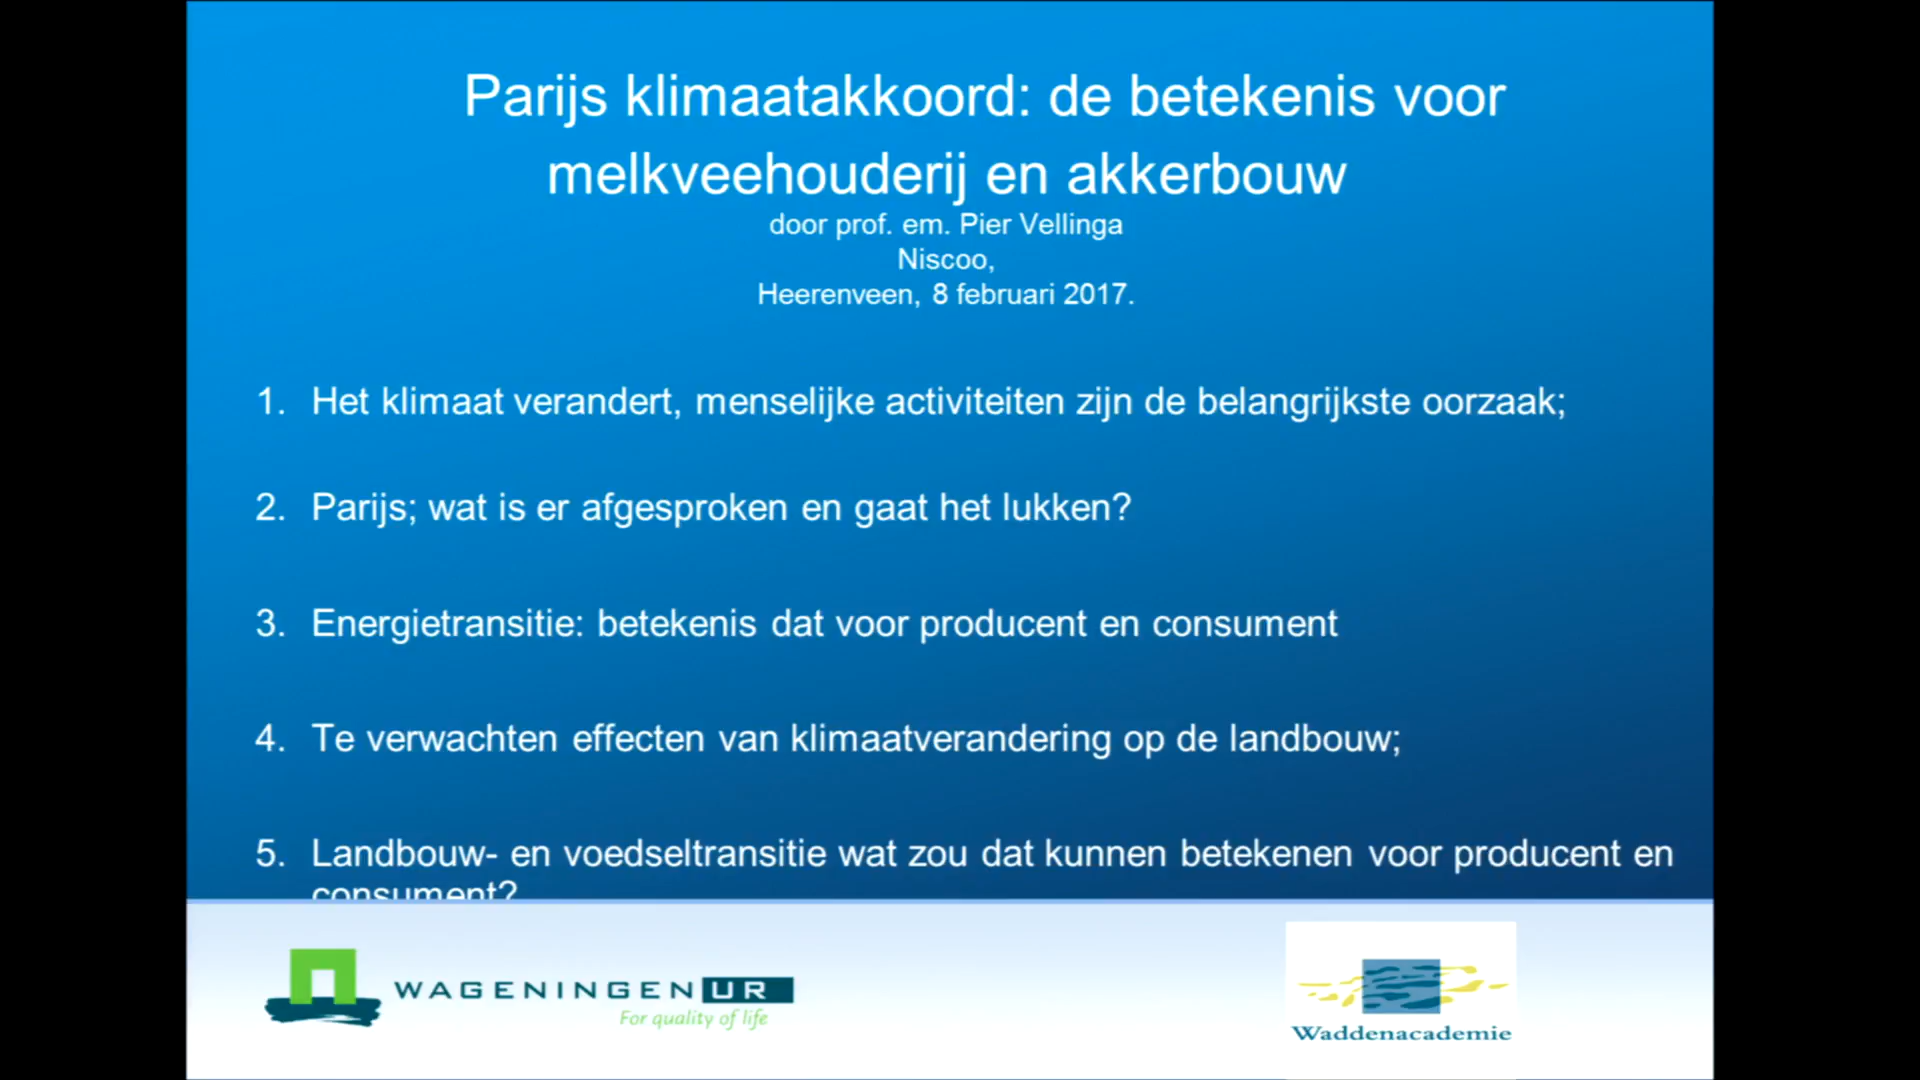 Parijs klimaatakkoord: de betekenis voor
melkveehouderij en akkerbouw
door prof. em. Pier Vellinga
Niscoo,
Heerenveen, 8 februari 2017.
1. Het klimaat verandert, menselijke activiteiten zijn de belangrijkste oorzaak;
2. Parijs; wat is er afgesproken en gaat het lukken?
3. Energietransitie: betekenis dat voor producent en consument
4. Te verwachten effecten van klimaatverandering op de landbouw;
5. Landbouw- en voedseltransitie wat zou dat kunnen betekenen voor producent en
consument?
WAGENINGEN UR
For quality of life
Waddenacademie